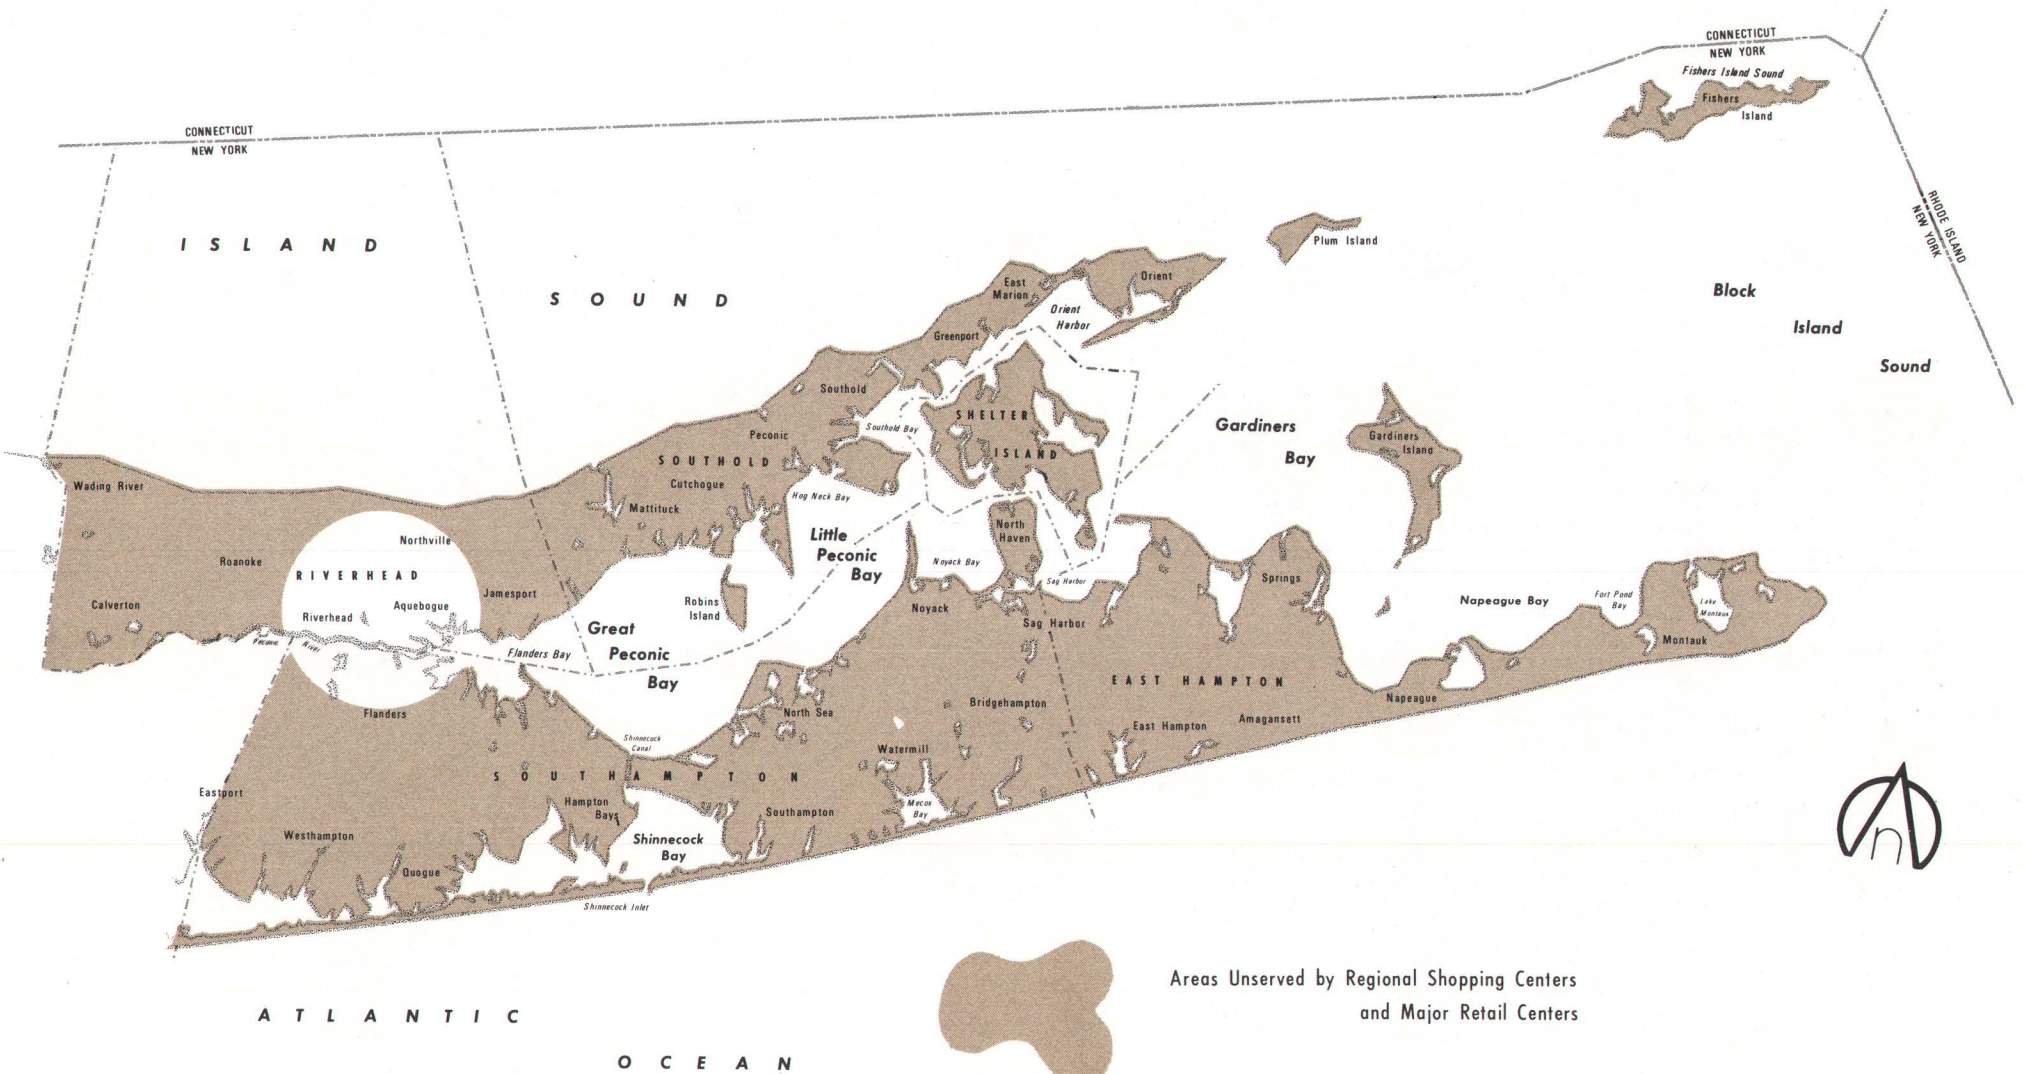 CONNECTICUT
NEW YORK
Fishers Island Sound
Fishers
Island
CONNECTICUT
NEW YORK
RHODE ISLAND
NEW YORK
ISLAND
SOUND
Plum Island
Block
Island
Sound
East
Marion
Orient
Orient
Harbor
Greenport
Southold
Southold Bay
SHELTER
ISLAND
Gardiners
Bay
Gardiners
Island
Peconic
SOUTHOLD
Cutchogue
Hog Neck Bay
Mattituck
Wading River
Northville
Roanoke
RIVERHEAD
Jamesport
Calverton
Riverhead
Aquebogue
Peconic River
Flanders Bay
Little
Peconic
Bay
Robins
Island
Great
Peconic
Bay
North
Haven
Noyack Bay
Sag Harbor
Noyack
Sag Harbor
Springs
Napeague Bay
Fort Pond
Bay
Lake
Montauk
Montauk
EAST HAMPTON
Napeague
Amagansett
East Hampton
Bridgehampton
North Sea
Flanders
Shinnecock
Canal
Watermill
SOUTHAMPTON
Eastport
Hampton
Bays
Southampton
Mecox
Bay
Westhampton
Shinnecock
Bay
Quogue
Shinnecock Inlet
Areas Unserved by Regional Shopping Centers
and Major Retail Centers
ATLANTIC
OCEAN
n